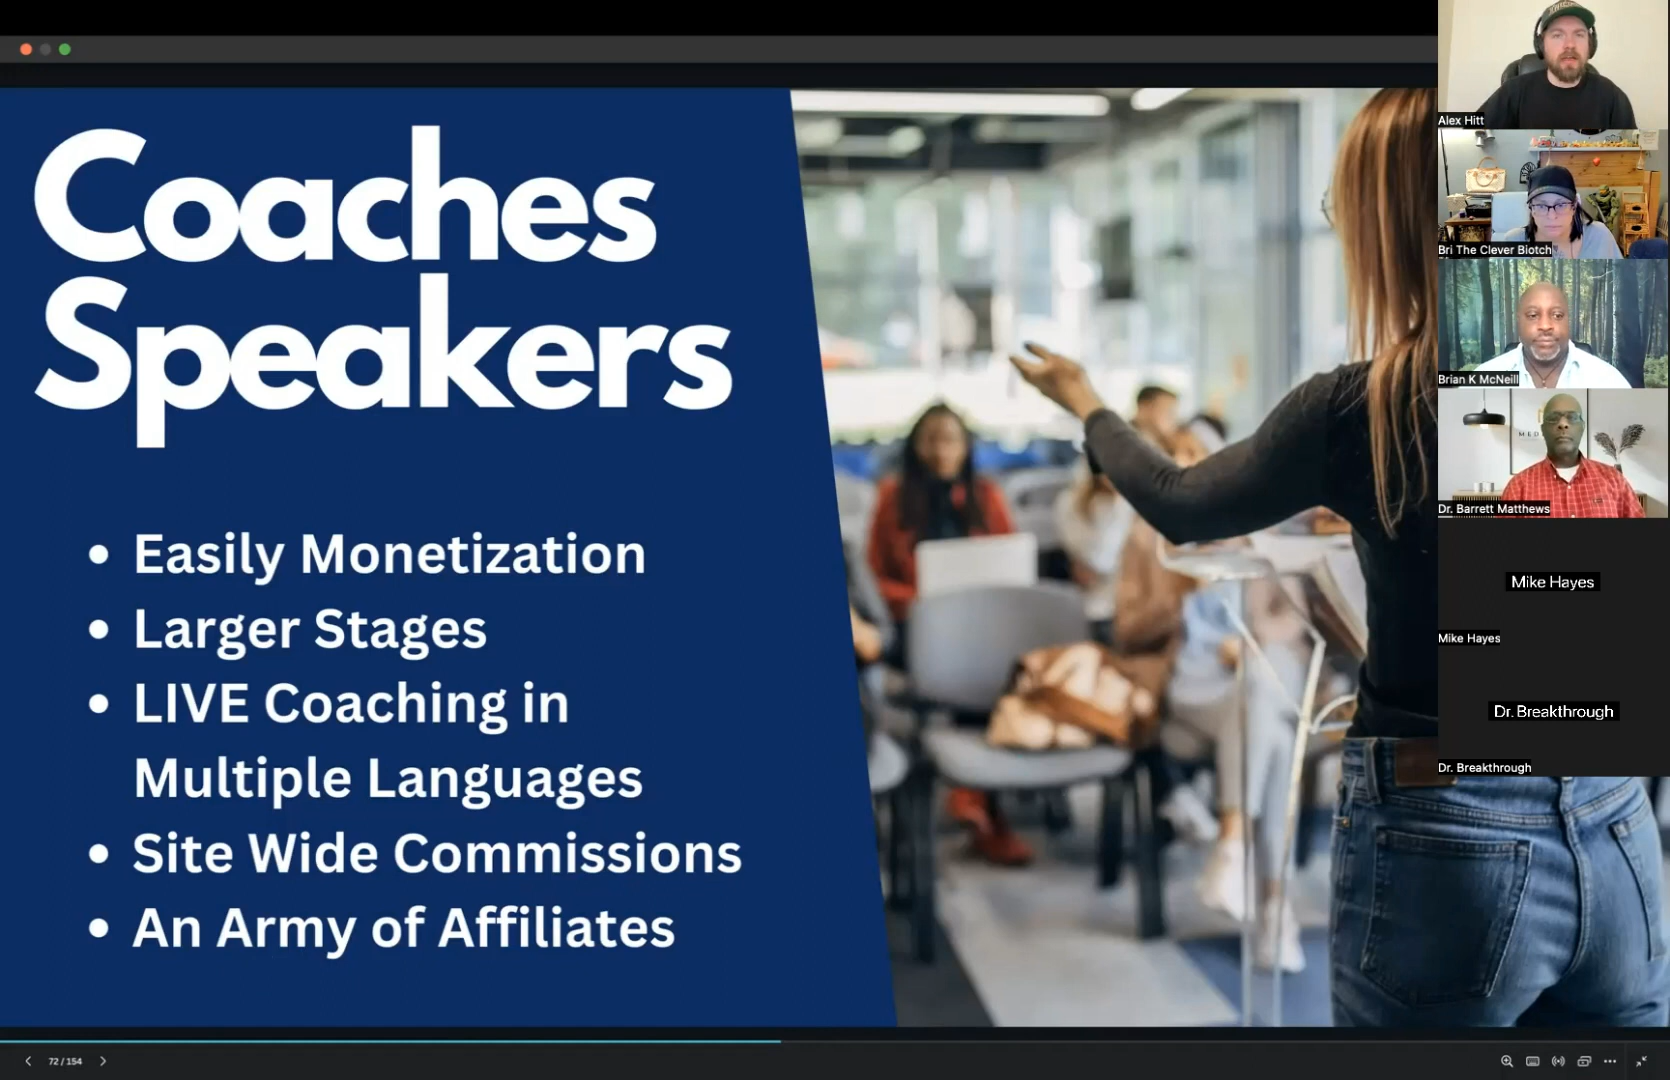 Coaches
Speakers
• Easily Monetization
• Larger Stages
• LIVE Coaching in
Multiple Languages
• Site Wide Commissions
• An Army of Affiliates
Alex Hitt
Bri The Clever Biotch
Brian K McNeill
Dr. Barrett Matthews
Mike Hayes
Mike Hayes
Dr. Breakthrough
Dr. Breakthrough
72 / 154